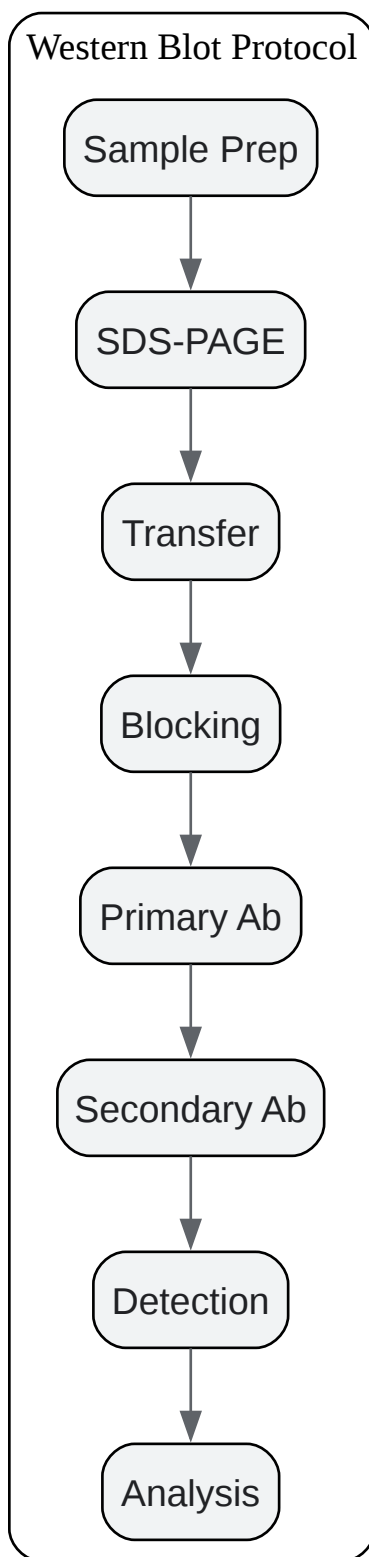 Western Blot Protocol
Sample Prep
SDS-PAGE
Transfer
Blocking
Primary Ab
Secondary Ab
Detection
Analysis